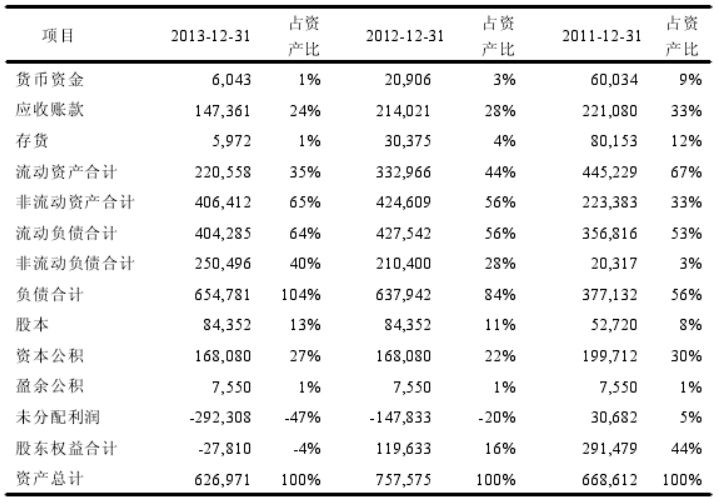 项目 2013-12-31 占资产比 2012-12-31 占资产比 2011-12-31 占资产比
货币资金 6,043 1% 20,906 3% 60,034 9%
应收账款 147,361 24% 214,021 28% 221,080 33%
存货 5,972 1% 30,375 4% 80,153 12%
流动资产合计 220,558 35% 332,966 44% 445,229 67%
非流动资产合计 406,412 65% 424,609 56% 223,383 33%
流动负债合计 404,285 64% 427,542 56% 356,816 53%
非流动负债合计 250,496 40% 210,400 28% 20,317 3%
负债合计 654,781 104% 637,942 84% 377,132 56%
股本 84,352 13% 84,352 11% 52,720 8%
资本公积 168,080 27% 168,080 22% 199,712 30%
盈余公积 7,550 1% 7,550 1% 7,550 1%
未分配利润 -292,308 -47% -147,833 -20% 30,682 5%
股东权益合计 -27,810 -4% 119,633 16% 291,479 44%
资产总计 626,971 100% 757,575 100% 668,612 100%